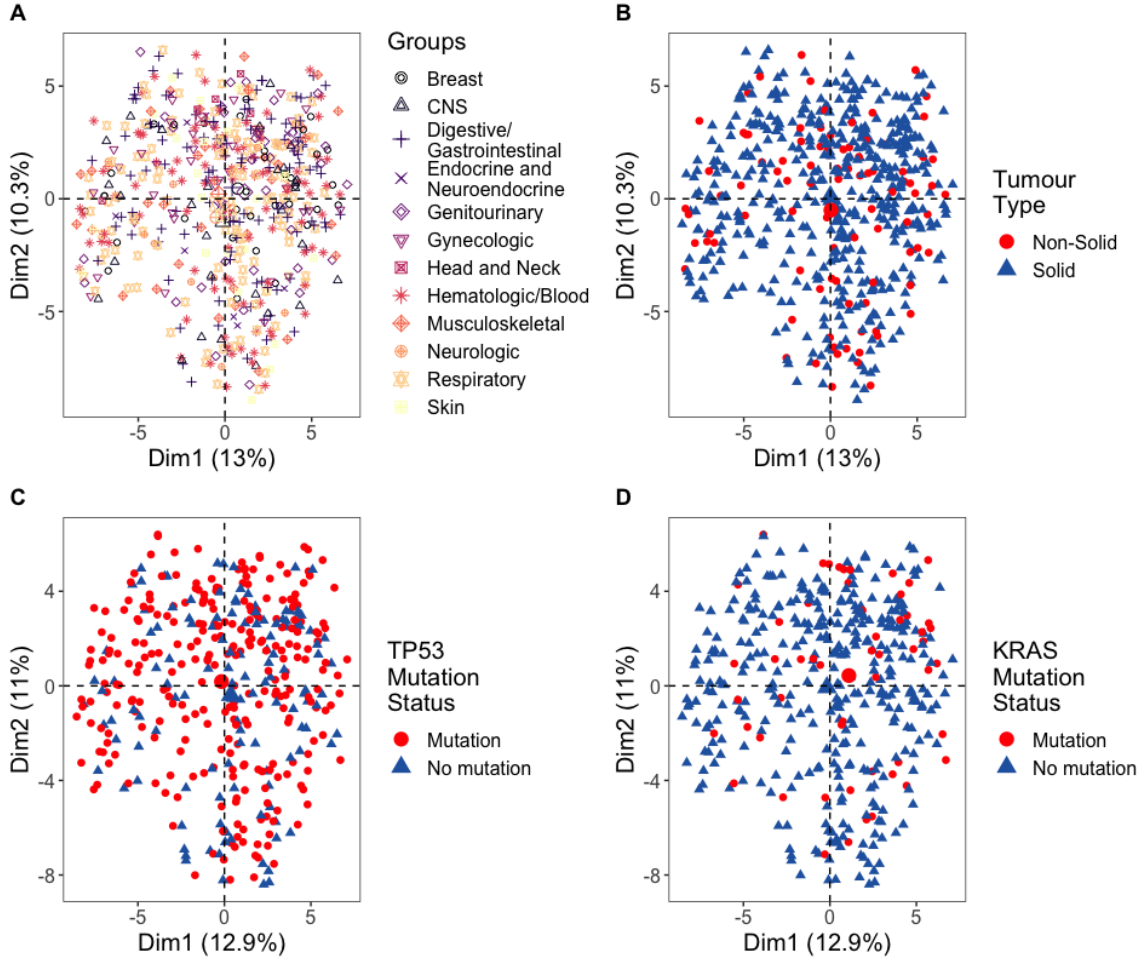 A
Groups
Breast
CNS
Digestive/
Gastrointestinal
Endocrine and
Neuroendocrine
Genitourinary
Gynecologic
Head and Neck
Hematologic/Blood
Musculoskeletal
Neurologic
Respiratory
Skin
5
0
-5
-5
0
5
Dim1 (13%)
Dim2 (10.3%)
B
5
0
-5
-5
0
5
Dim1 (13%)
Dim2 (10.3%)
Tumour
Type
Non-Solid
Solid
C
4
0
-4
-8
-5
0
5
Dim1 (12.9%)
Dim2 (11%)
TP53
Mutation
Status
Mutation
No mutation
D
4
0
-4
-8
-5
0
5
Dim1 (12.9%)
Dim2 (11%)
KRAS
Mutation
Status
Mutation
No mutation